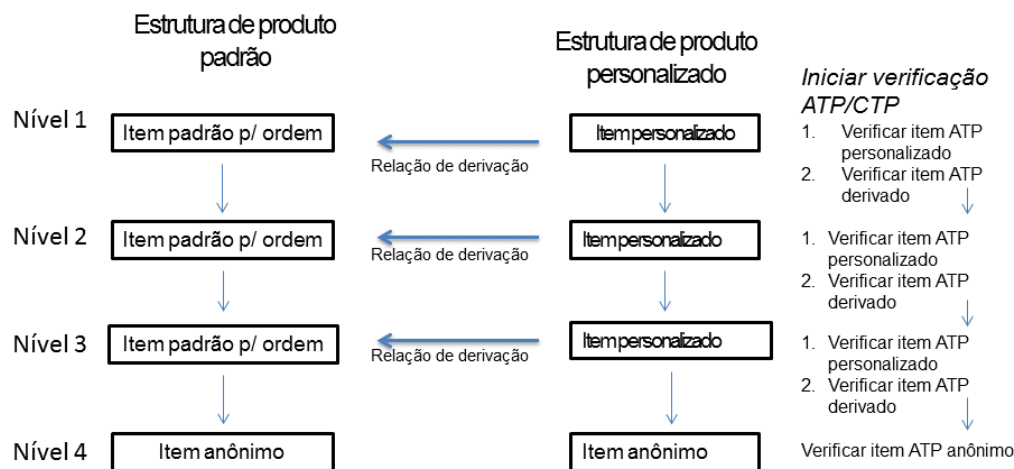 Estrutura de produto
padrão
Estrutura de produto
personalizado
Iniciar verificação
ATP/CTP
Nível 1
Item padrão p/ ordem
Relação de derivação
Item personalizado
1. Verificar item ATP
personalizado
2. Verificar item ATP
derivado
Nível 2
Item padrão p/ ordem
Relação de derivação
Item personalizado
1. Verificar item ATP
personalizado
2. Verificar item ATP
derivado
Nível 3
Item padrão p/ ordem
Relação de derivação
Item personalizado
1. Verificar item ATP
personalizado
2. Verificar item ATP
derivado
Nível 4
Item anônimo
Item anônimo
Verificar item ATP anônimo